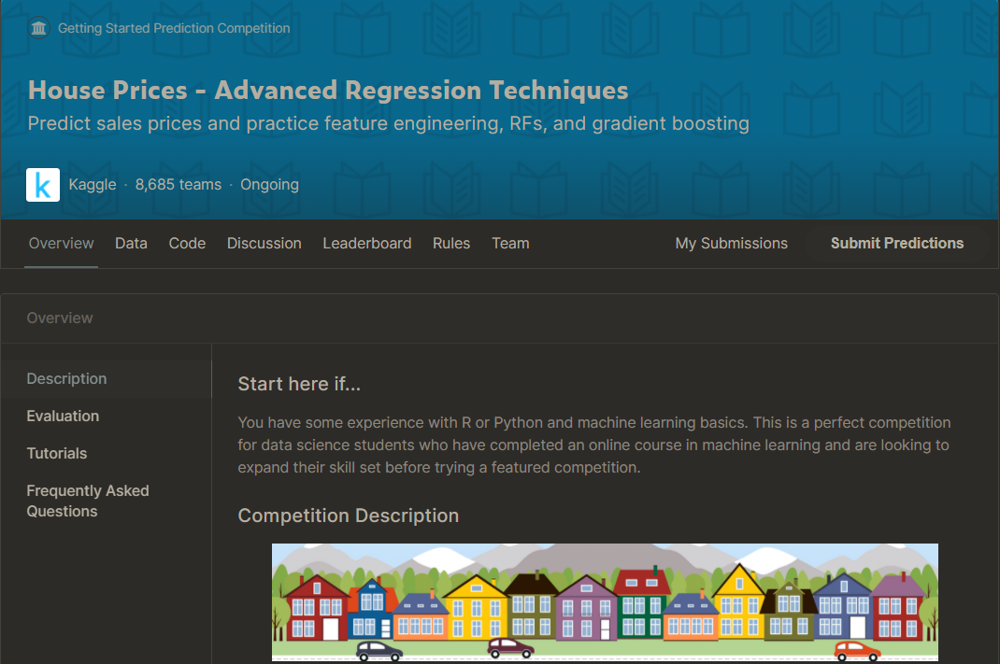 Getting Started Prediction Competition
House Prices - Advanced Regression Techniques
Predict sales prices and practice feature engineering, RFs, and gradient boosting
k
Kaggle · 8,685 teams · Ongoing
Overview Data Code Discussion Leaderboard Rules Team My Submissions Submit Predictions
Overview
Description
Evaluation
Tutorials
Frequently Asked
Questions
Start here if...
You have some experience with R or Python and machine learning basics. This is a perfect competition
for data science students who have completed an online course in machine learning and are looking to
expand their skill set before trying a featured competition.
Competition Description